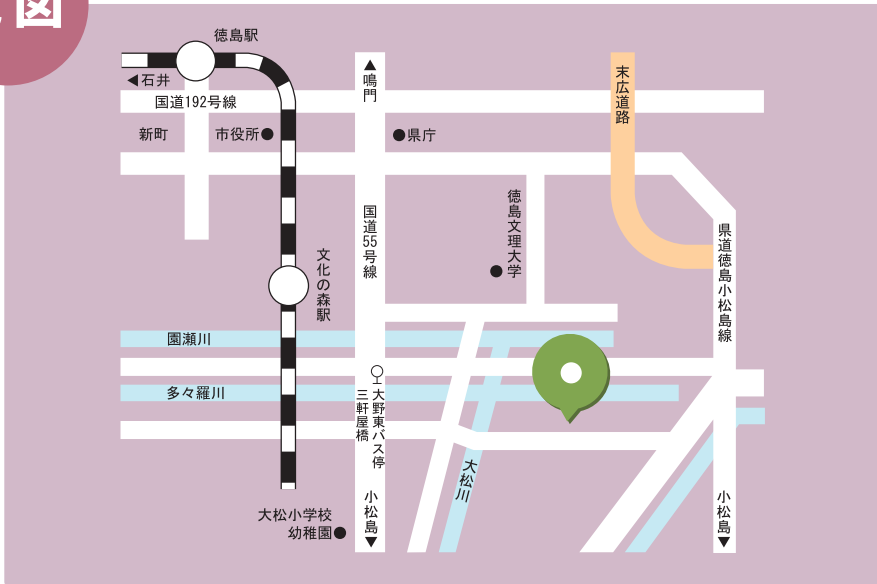 図
徳島駅
◀石井
国道192号線
新町
市役所●
▲鳴門
●県庁
末広道路
国道55号線
徳島文理大学
県道徳島小松島線
文化の森駅
園瀬川
多々羅川
大野東バス停
三軒屋橋
大松川
小松島▼
小松島▼
大松小学校
幼稚園●